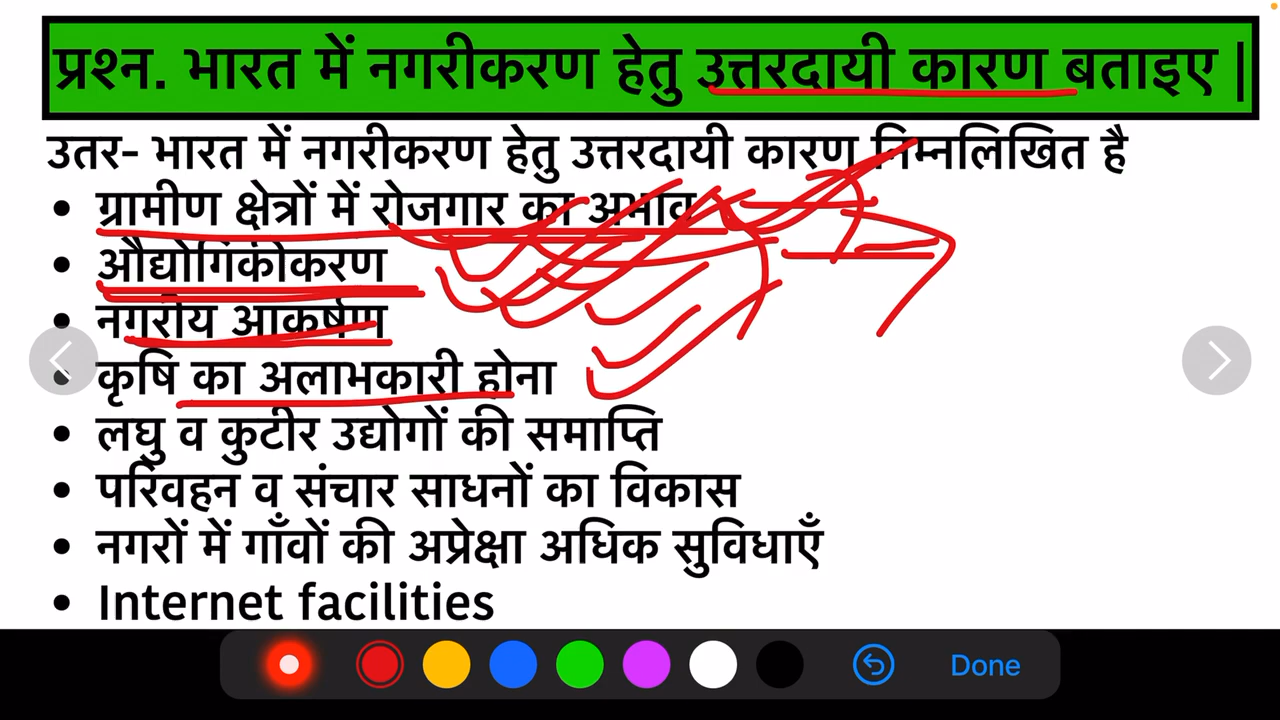 प्रश्न. भारत में नगरीकरण हेतु उत्तरदायी कारण बताइए |
उतर- भारत में नगरीकरण हेतु उत्तरदायी कारण निम्नलिखित है
• ग्रामीण क्षेत्रों में रोजगार का अभाव
• औद्योगिकीकरण
• नगरीय आकर्षण
• कृषि का अलाभकारी होना
• लघु व कुटीर उद्योगों की समाप्ति
• परिवहन व संचार साधनों का विकास
• नगरों में गाँवों की अप्रेक्षा अधिक सुविधाएँ
• Internet facilities
Done